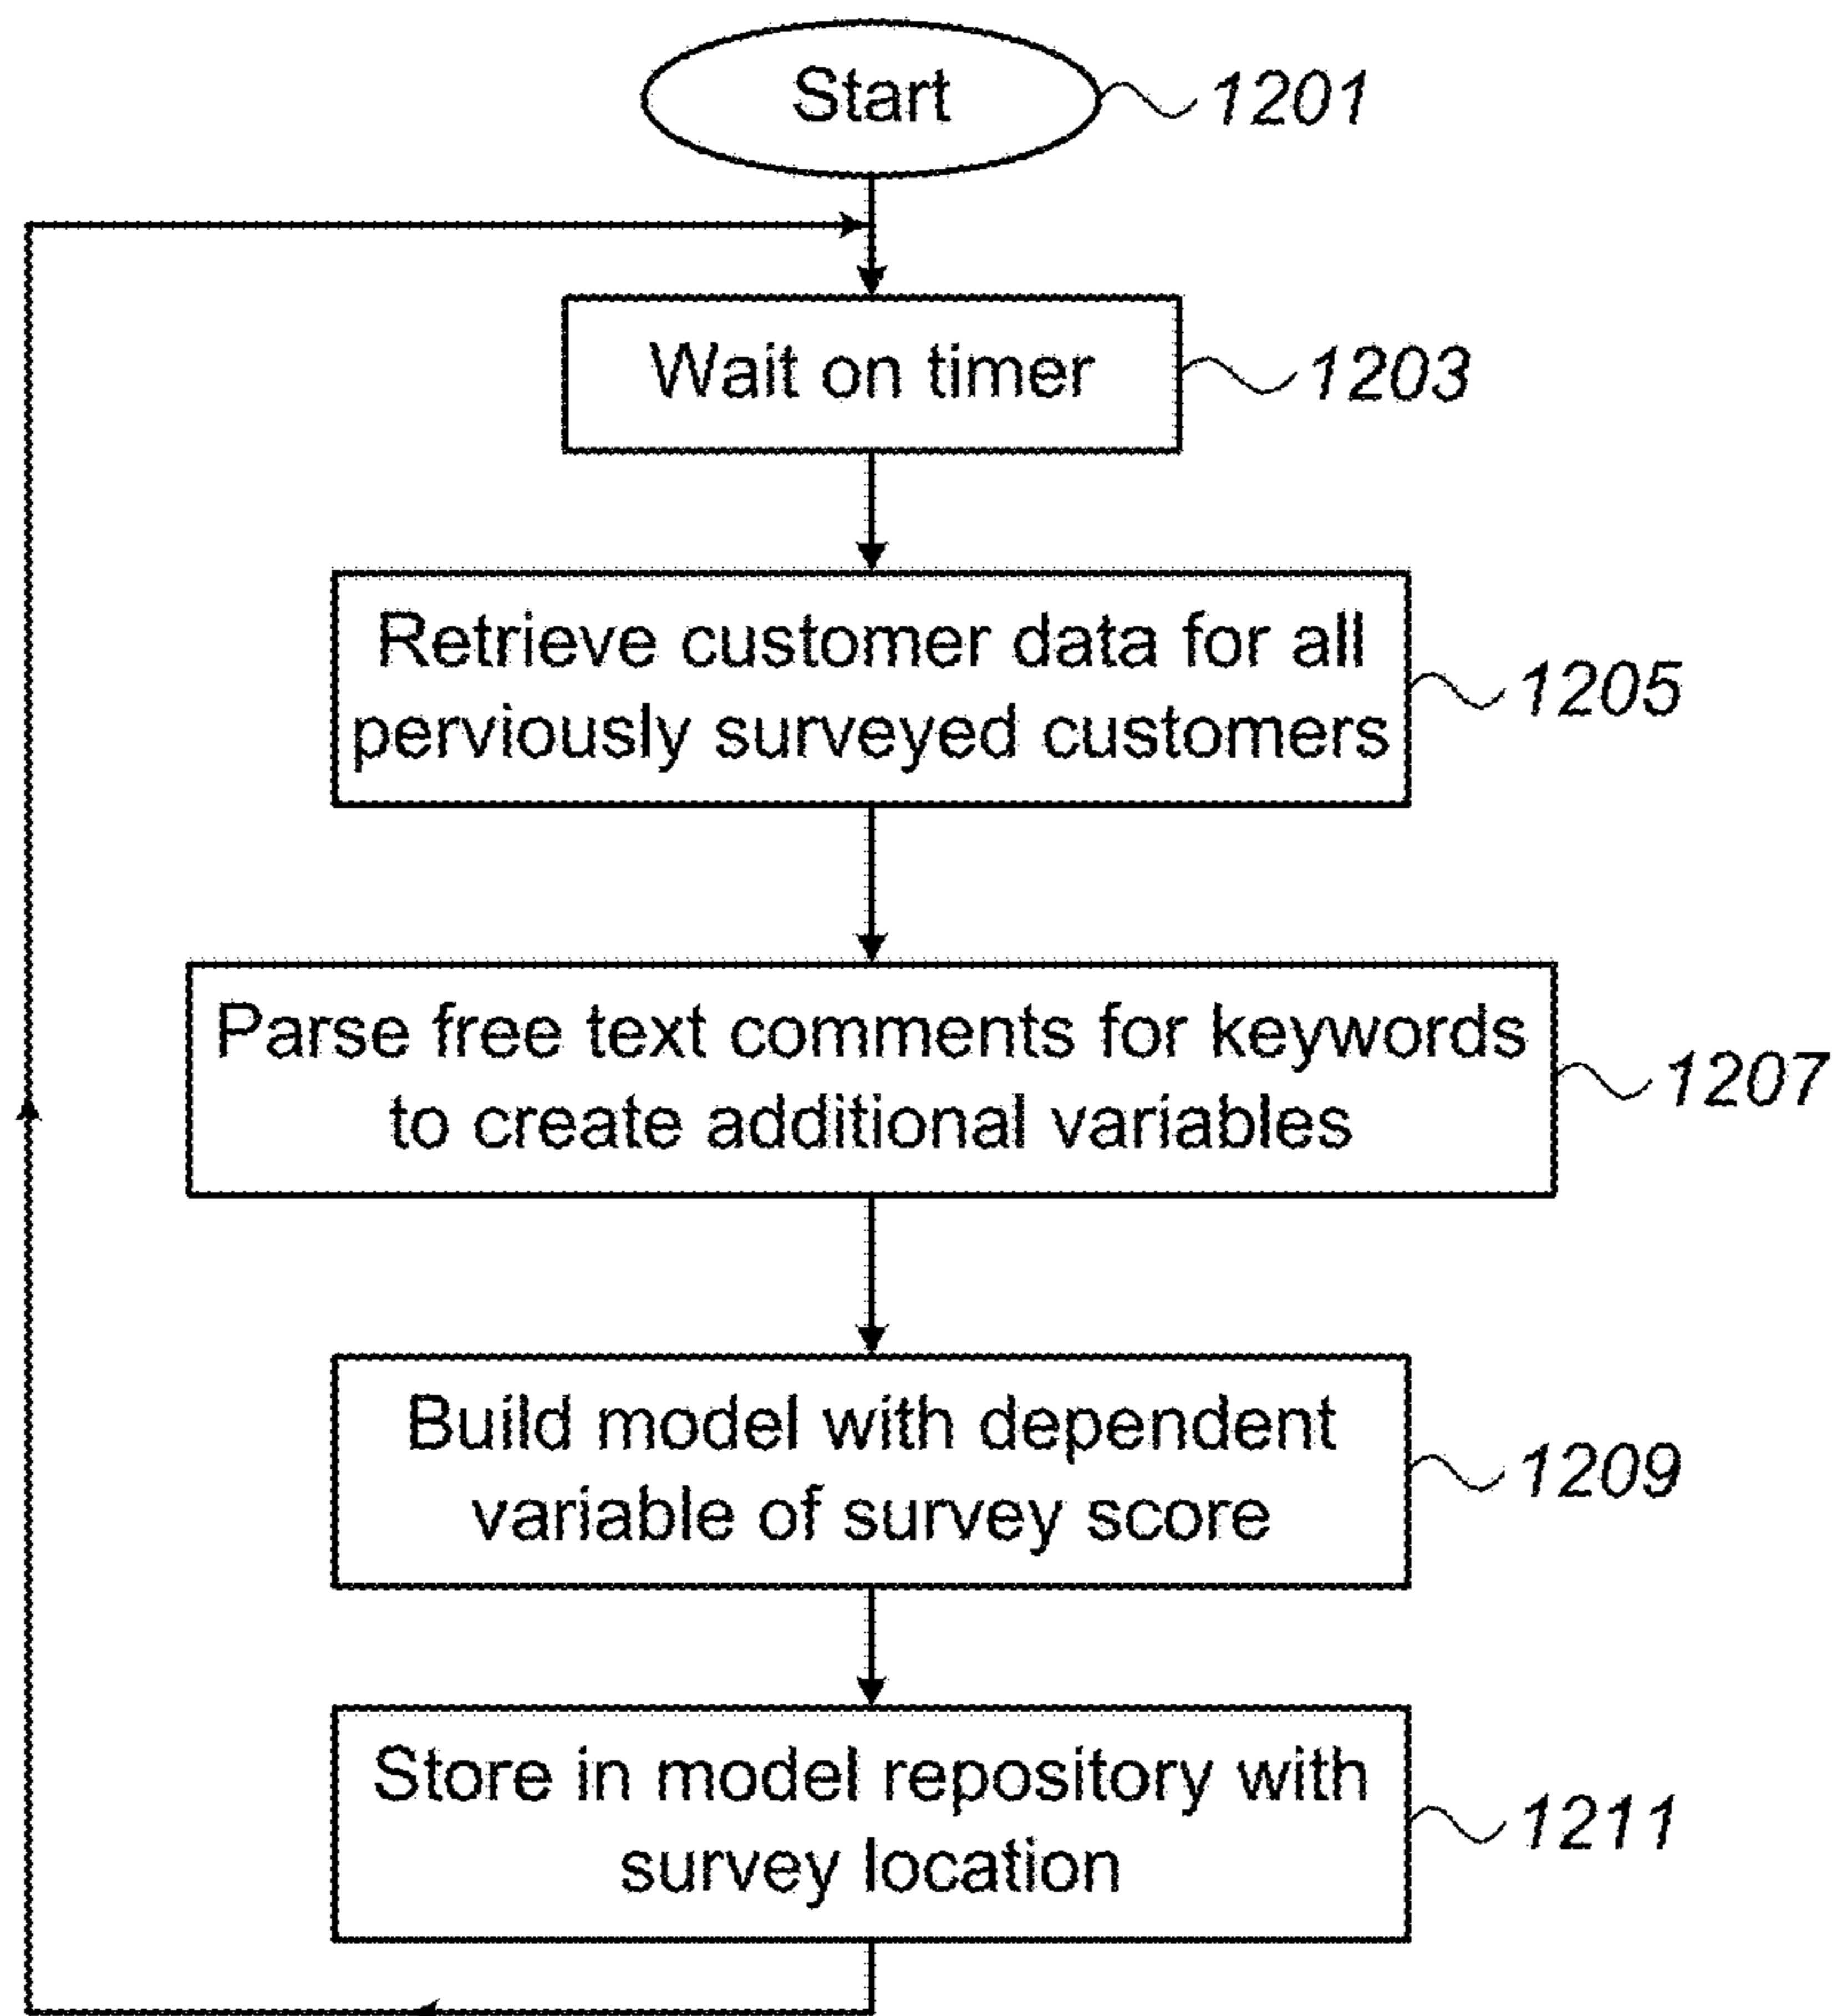 Start
1201
Wait on timer
1203
Retrieve customer data for all
perviously surveyed customers
1205
Parse free text comments for keywords
to create additional variables
1207
Build model with dependent
variable of survey score
1209
Store in model repository with
survey location
1211